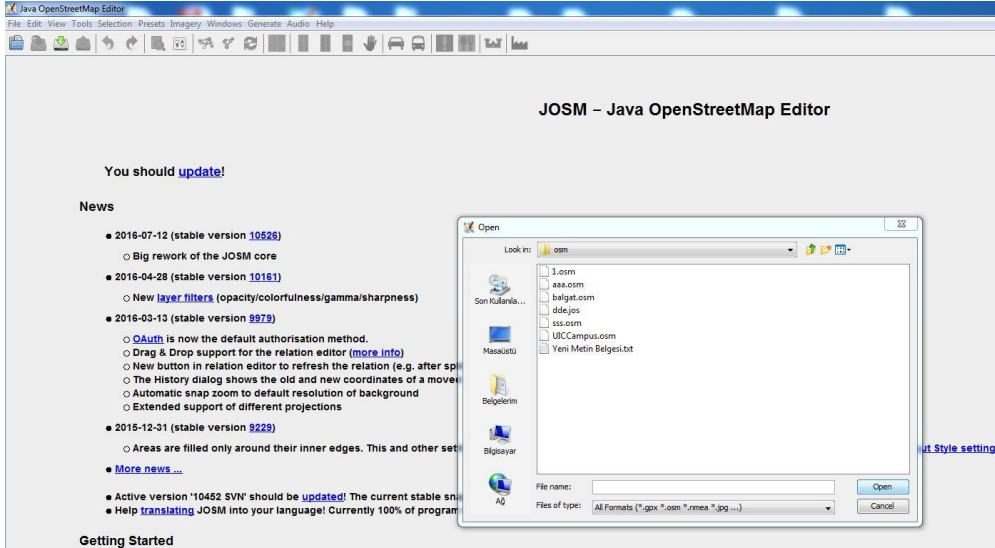 Java OpenStreetMap Editor
File Edit View Tools Selection Presets Imagery Windows Generate Audio Help
JOSM – Java OpenStreetMap Editor
You should update!
News
2016-07-12 (stable version 10526)
Big rework of the JOSM core
2016-04-28 (stable version 10161)
New layer filters (opacity/colorfulness/gamma/sharpness)
2016-03-13 (stable version 9979)
OAuth is now the default authorisation method.
Drag & Drop support for the relation editor (more info)
New button in relation editor to refresh the relation (e.g. after spl
The History dialog shows the old and new coordinates of a move
Automatic snap zoom to default resolution of background
Extended support of different projections
2015-12-31 (stable version 9229)
Areas are filled only around their inner edges. This and other set
ut Style setting
More news ...
Active version '10452 SVN' should be updated! The current stable sna
Help translating JOSM into your language! Currently 100% of program
Getting Started
Open
Look in: osm
Son Kullanıla...
Masaüstü
Belgelerim
Bilgisayar
Ağ
1.osm
aaa.osm
balgat.osm
dde.jos
sss.osm
UICCampus.osm
Yeni Metin Belgesi.txt
File name:
Open
Files of type: All Formats (*.gpx *.osm *.nmea *.jpg ...)
Cancel